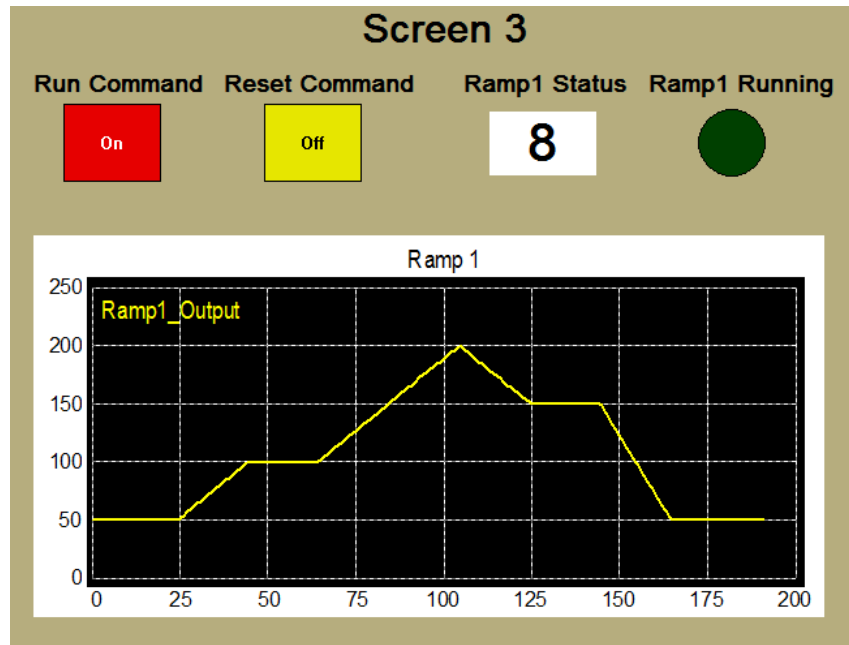 Screen 3
Run Command Reset Command Ramp1 Status Ramp1 Running
On Off 8
Ramp 1
250
Ramp1_Output
200
150
100
50
0
0 25 50 75 100 125 150 175 200